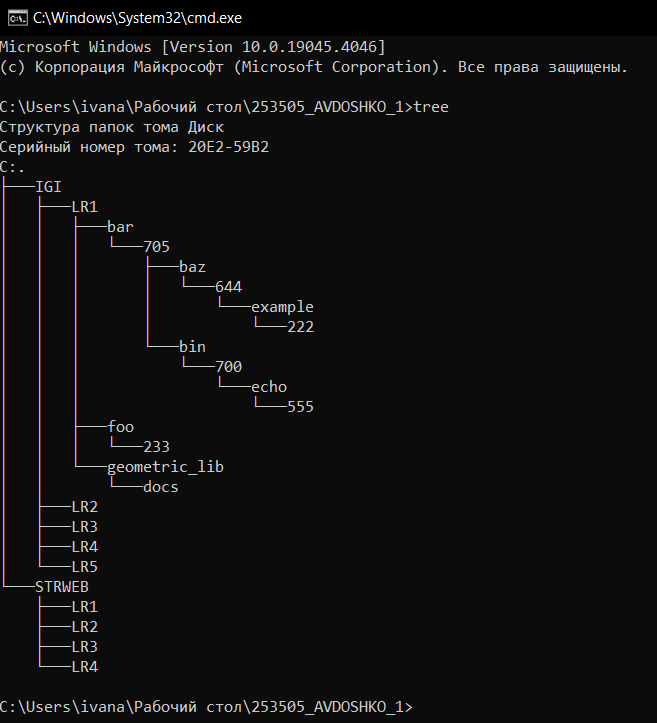 C:\Windows\System32\cmd.exe
Microsoft Windows [Version 10.0.19045.4046]
(c) Корпорация Майкрософт (Microsoft Corporation). Все права защищены.

C:\Users\ivana\Рабочий стол\253505_AVDOSHKO_1>tree
Структура папок тома Диск
Серийный номер тома: 20E2-59B2
C:.
├───IGI
│   ├───LR1
│   │   ├───bar
│   │   │   └───705
│   │   │       ├───baz
│   │   │       │   └───644
│   │   │       │       └───example
│   │   │       │           └───222
│   │   │       └───bin
│   │   │           └───700
│   │   │               └───echo
│   │   │                   └───555
│   │   ├───foo
│   │   │   └───233
│   │   └───geometric_lib
│   │       └───docs
│   ├───LR2
│   ├───LR3
│   ├───LR4
│   └───LR5
└───STRWEB
    ├───LR1
    ├───LR2
    ├───LR3
    └───LR4

C:\Users\ivana\Рабочий стол\253505_AVDOSHKO_1>